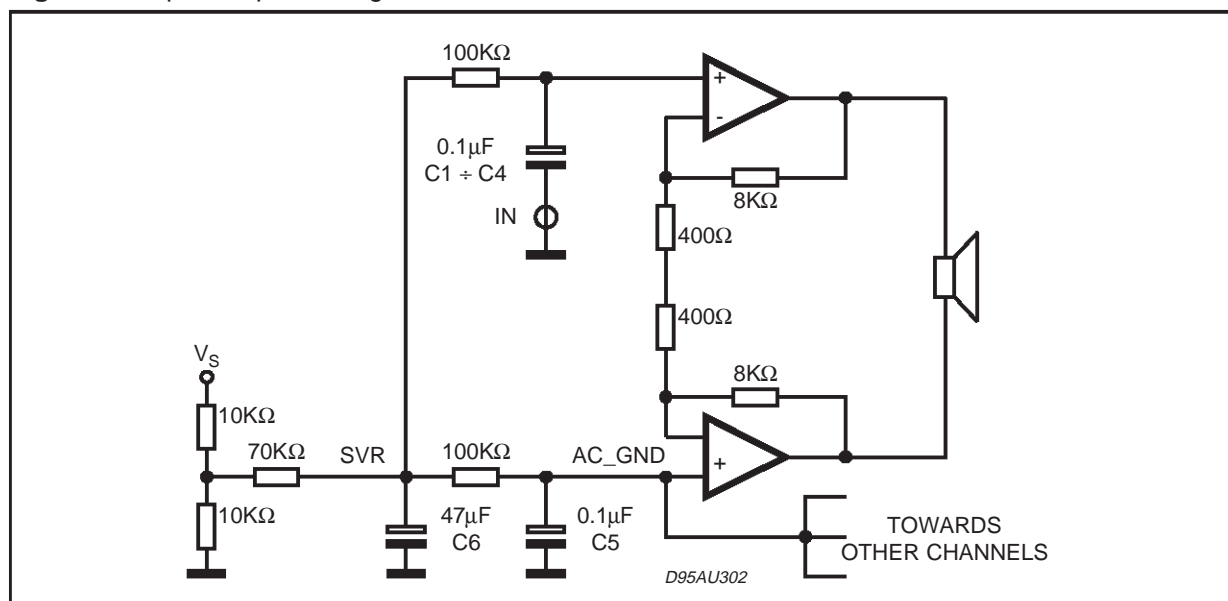 100KΩ
+
-
0.1µF
C1 ÷ C4
8KΩ
IN
400Ω
400Ω
V_S
8KΩ
10KΩ
70KΩ
SVR
100KΩ
AC_GND
+
10KΩ
47µF
C6
0.1µF
C5
TOWARDS
OTHER CHANNELS
D95AU302